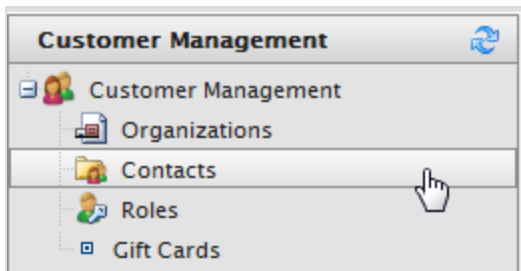 Customer Management
Customer Management
Organizations
Contacts
Roles
Gift Cards